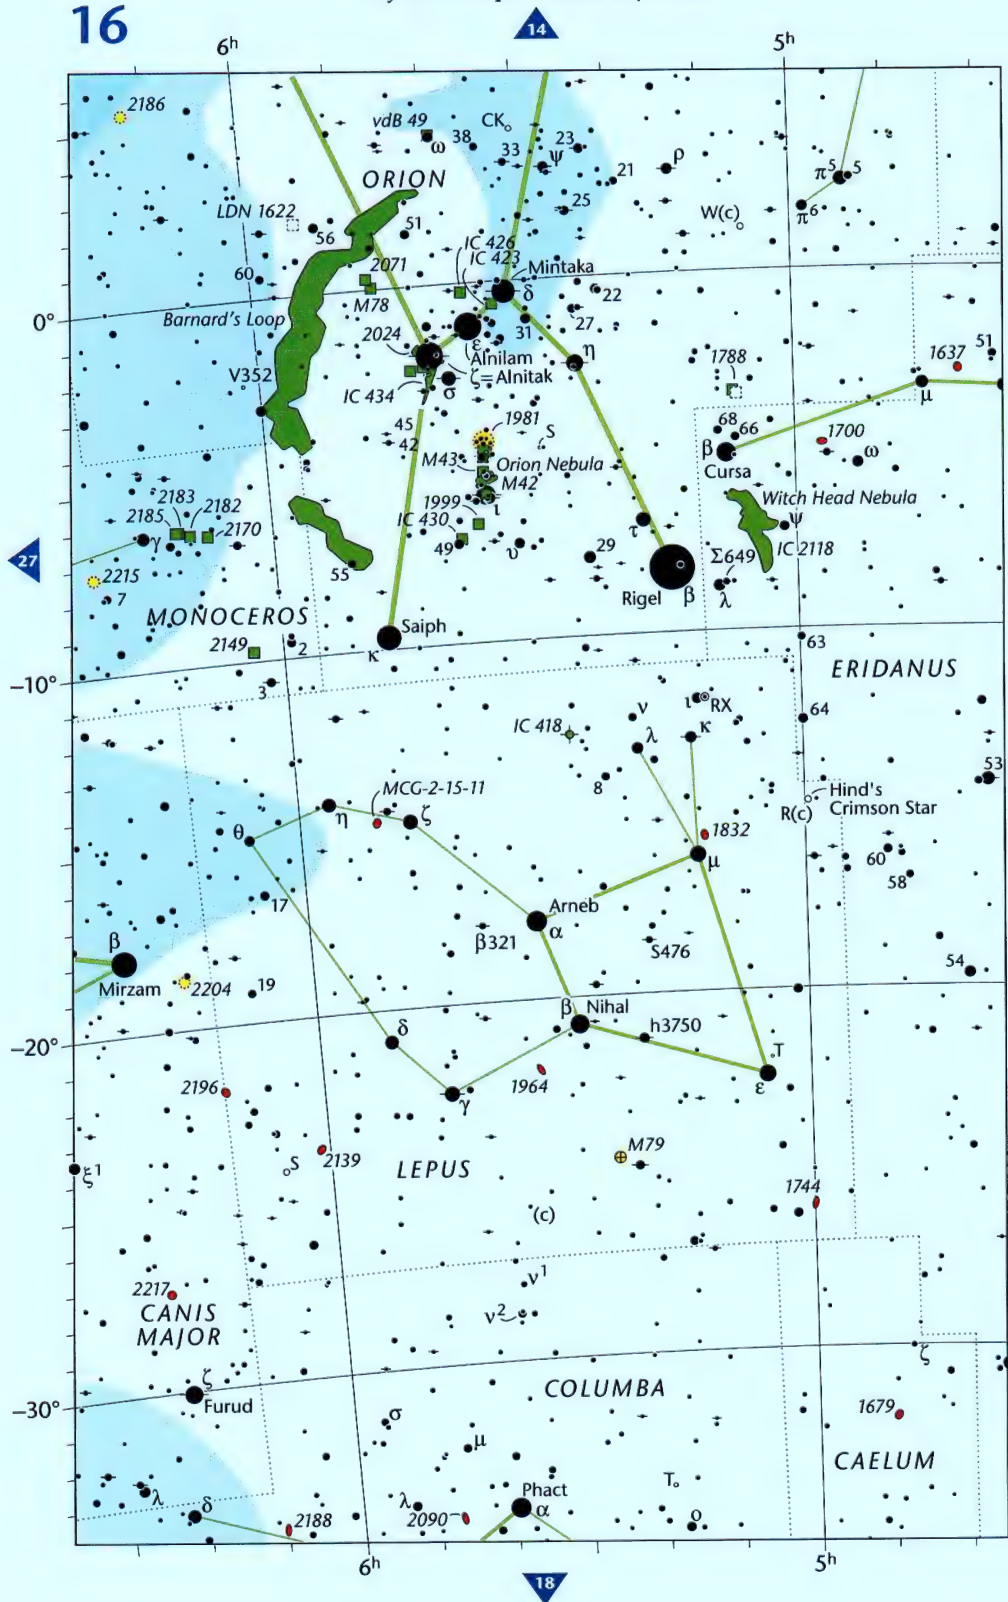 16
14
6h
5h
2186
vdB 49
ω
38
CK
33
ψ
23
21
ρ
π5
5
π6
ORION
25
W(c)
LDN 1622
56
51
IC 426
IC 423
Mintaka
δ
60
2071
M78
22
Barnard's Loop
0°
31
27
2024
ε
Alnilam
η
ζ=Alnitak
1788
1637
51
V352
IC 434
σ
μ
1981
S
45
42
68
66
β
Cursa
1700
ω
M43
Orion Nebula
M42
Witch Head Nebula
2183
2182
2185
2170
γ
1999
ι
IC 430
τ
ψ
IC 2118
27
49
υ
29
Σ649
2215
7
55
Rigel
β
λ
MONOCEROS
Saiph
κ
2149
2
63
ERIDANUS
−10°
3
ν
ι
RX
64
IC 418
λ
κ
53
8
MCG-2-15-11
Hind's
Crimson Star
R(c)
θ
η
ζ
1832
μ
60
58
17
Arneb
α
β321
S476
β
Mirzam
54
2204
19
β
Nihal
h3750
δ
T
−20°
ε
2196
1964
γ
M79
2139
S
LEPUS
ξ1
1744
(c)
ν1
2217
ν2
CANIS
MAJOR
ζ
ζ
Furud
COLUMBA
−30°
σ
1679
μ
CAELUM
T
λ
Phact
λ
α
δ
2188
2090
ο
6h
5h
18